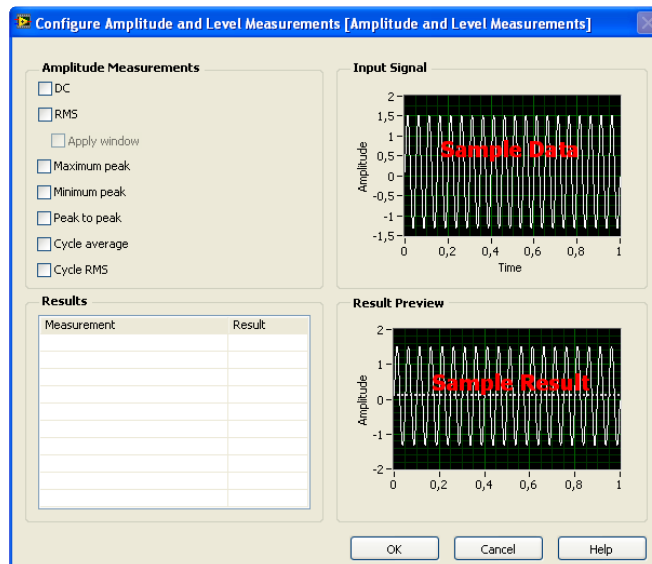 Configure Amplitude and Level Measurements [Amplitude and Level Measurements]
Amplitude Measurements
DC
RMS
Apply window
Maximum peak
Minimum peak
Peak to peak
Cycle average
Cycle RMS
Input Signal
2
1,5
1
0,5
0
-0,5
-1
-1,5
Amplitude
Sample Data
0 0,2 0,4 0,6 0,8 1
Time
Results
Measurement Result
Result Preview
2
1
0
-1
-2
Amplitude
Sample Result
0 0,2 0,4 0,6 0,8 1
OK Cancel Help